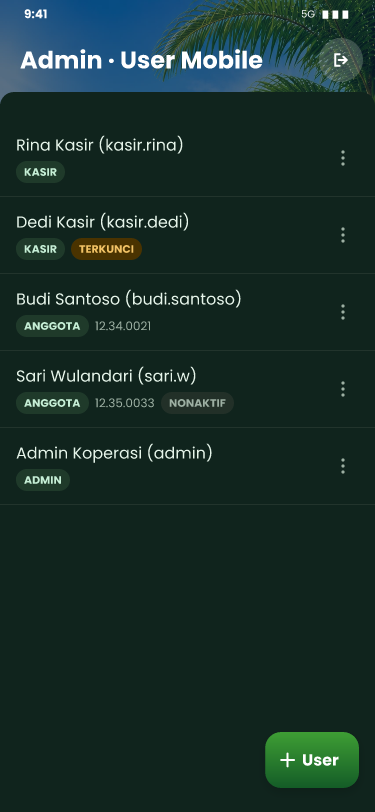 9:41 5G
Admin · User Mobile
Rina Kasir (kasir.rina)
KASIR
Dedi Kasir (kasir.dedi)
KASIR TERKUNCI
Budi Santoso (budi.santoso)
ANGGOTA 12.34.0021
Sari Wulandari (sari.w)
ANGGOTA 12.35.0033 NONAKTIF
Admin Koperasi (admin)
ADMIN
+ User